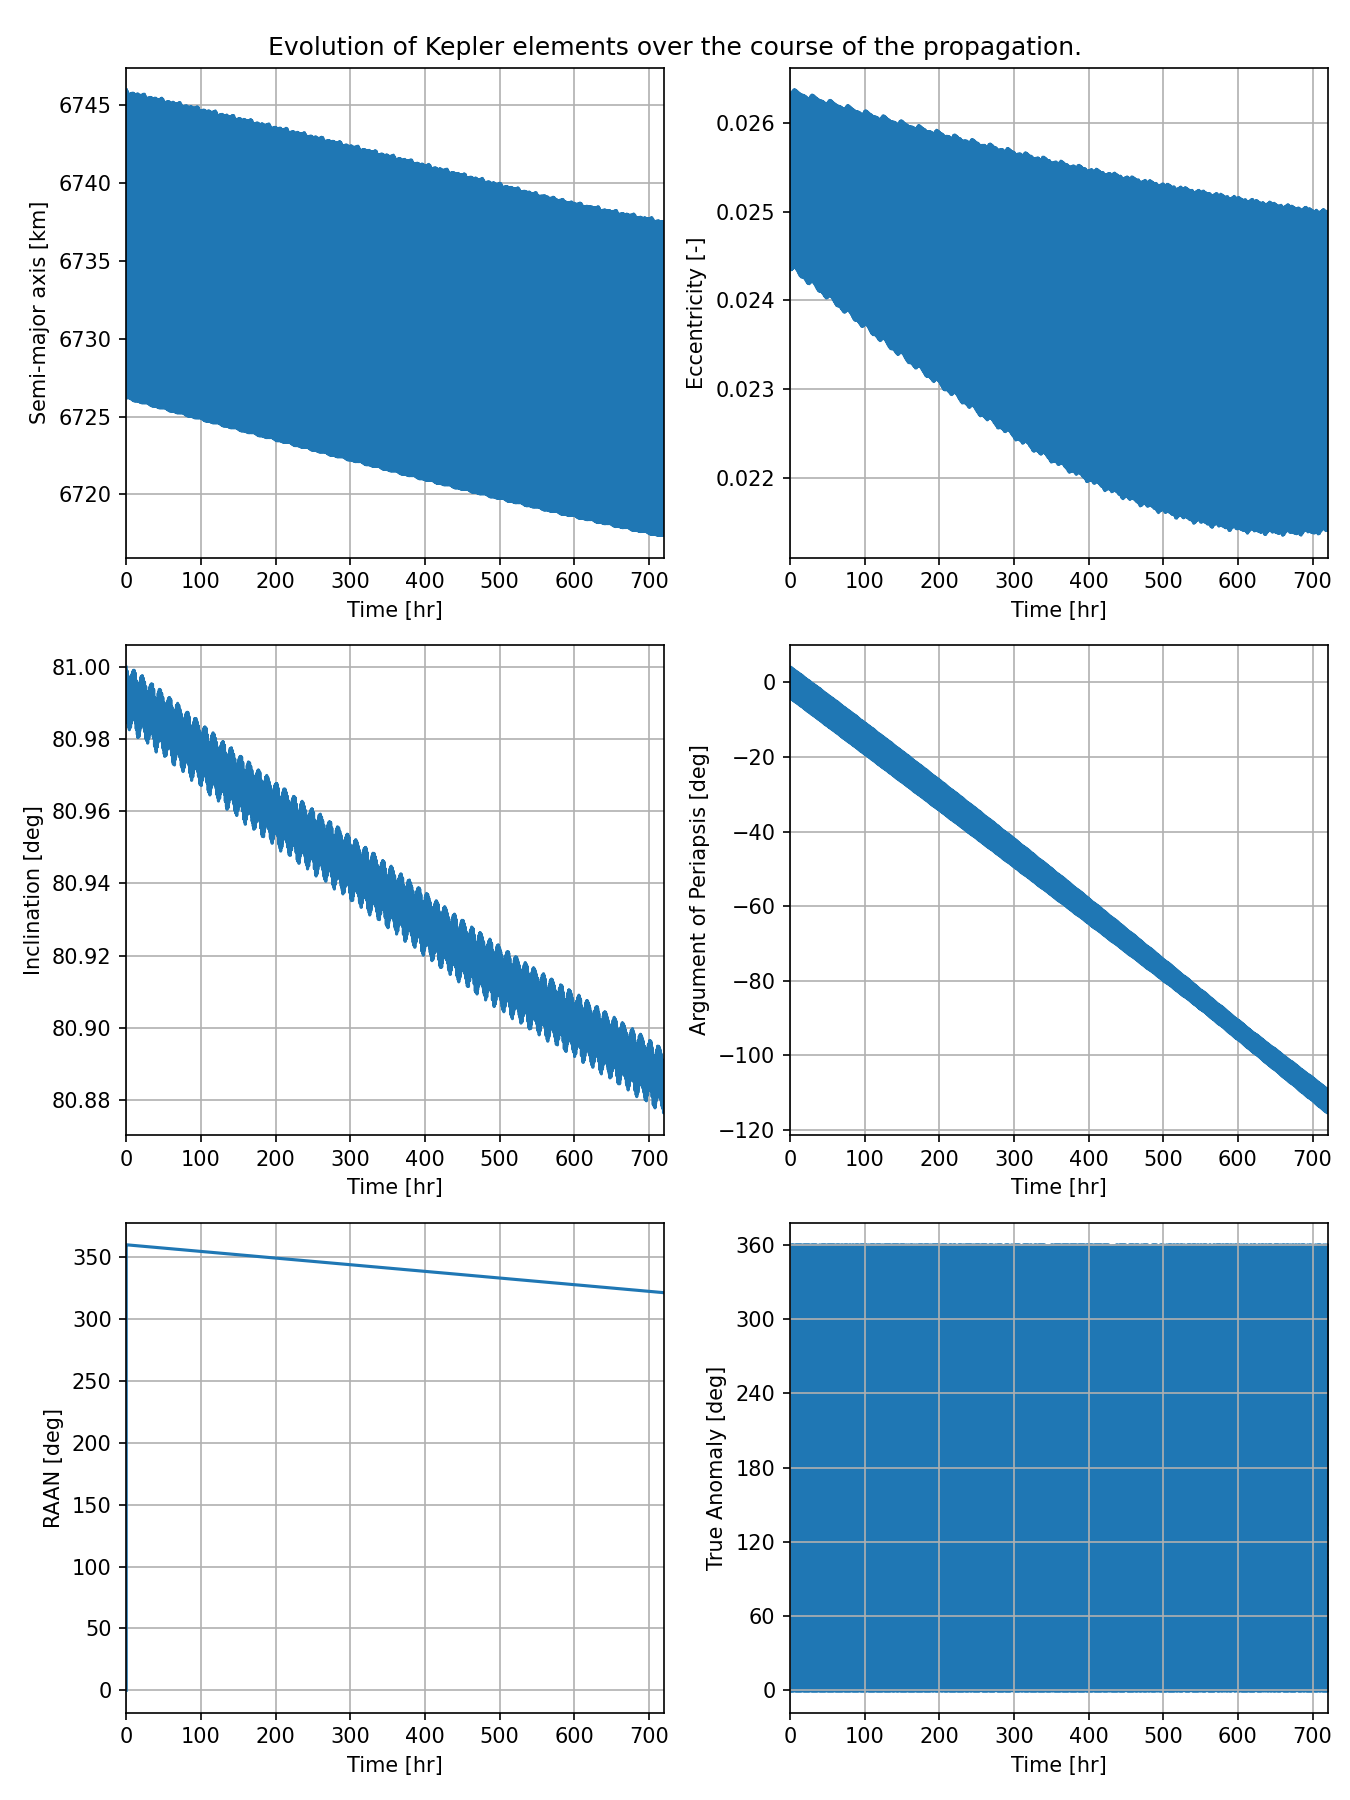 Evolution of Kepler elements over the course of the propagation.
Semi-major axis [km]
6745
6740
6735
6730
6725
6720
0 100 200 300 400 500 600 700
Time [hr]
Eccentricity [-]
0.026
0.025
0.024
0.023
0.022
0 100 200 300 400 500 600 700
Time [hr]
Inclination [deg]
81.00
80.98
80.96
80.94
80.92
80.90
80.88
0 100 200 300 400 500 600 700
Time [hr]
Argument of Periapsis [deg]
0
−20
−40
−60
−80
−100
−120
0 100 200 300 400 500 600 700
Time [hr]
RAAN [deg]
350
300
250
200
150
100
50
0
0 100 200 300 400 500 600 700
Time [hr]
True Anomaly [deg]
360
300
240
180
120
60
0
0 100 200 300 400 500 600 700
Time [hr]